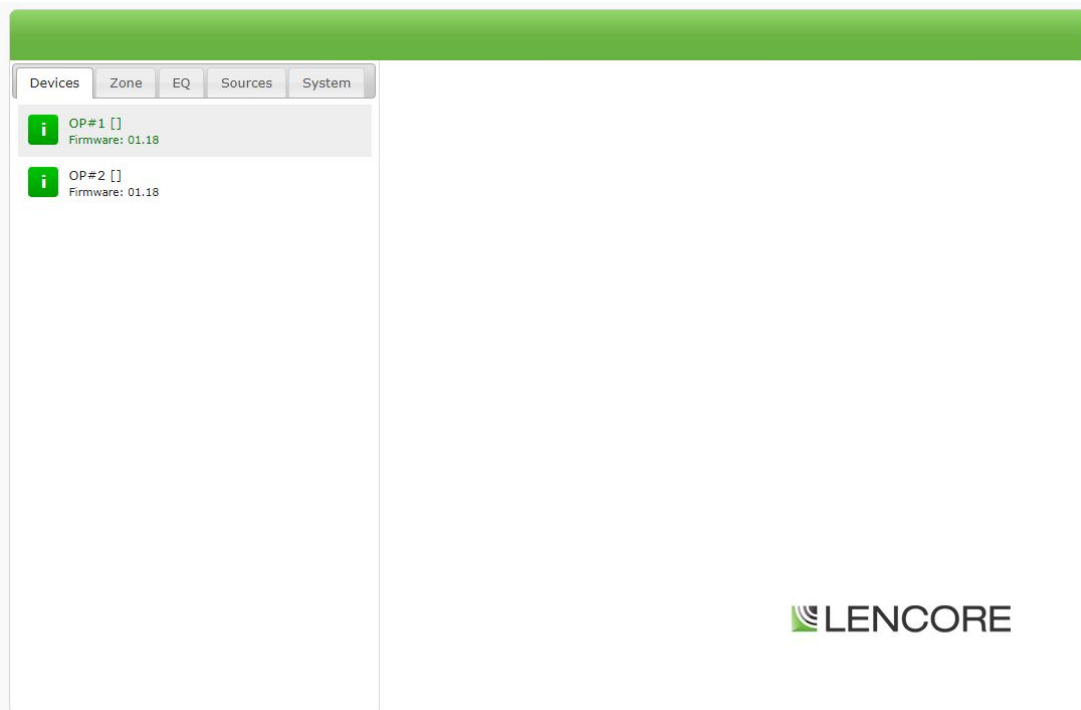 Devices Zone EQ Sources System
i OP#1 []
Firmware: 01.18
i OP#2 []
Firmware: 01.18
LENCORE